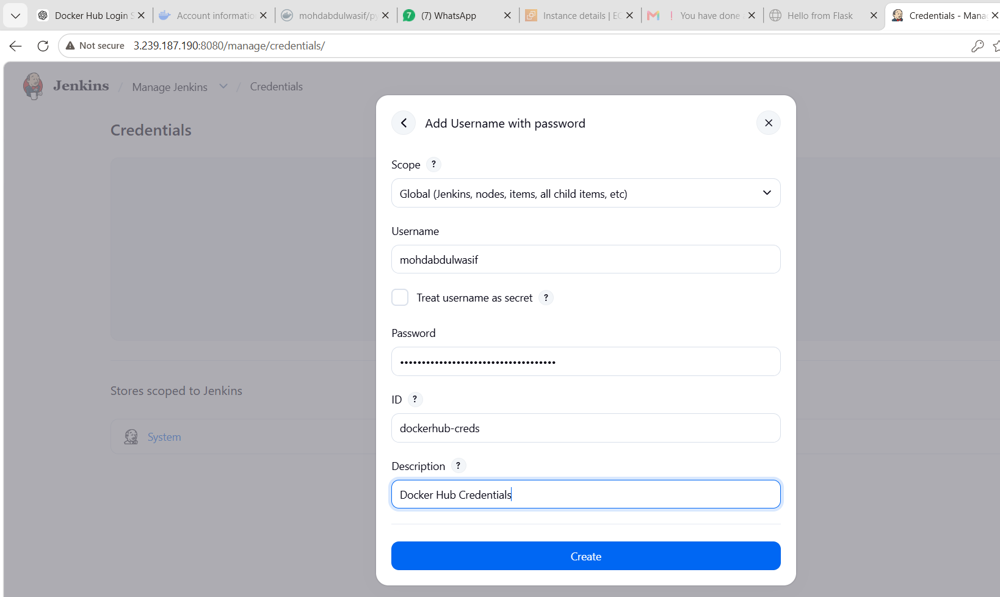 Docker Hub Login S
Account informatio
mohdabdulwasif/py
7
(7) WhatsApp
Instance details | EC
! You have done
Hello from Flask
Credentials - Mana
Not secure
3.239.187.190:8080/manage/credentials/
Jenkins / Manage Jenkins / Credentials
Credentials
Stores scoped to Jenkins
System
Add Username with password
Scope ?
Global (Jenkins, nodes, items, all child items, etc)
Username
mohdabdulwasif
Treat username as secret ?
Password
••••••••••••••••••••••••••••••••••••
ID ?
dockerhub-creds
Description ?
Docker Hub Credentials
Create